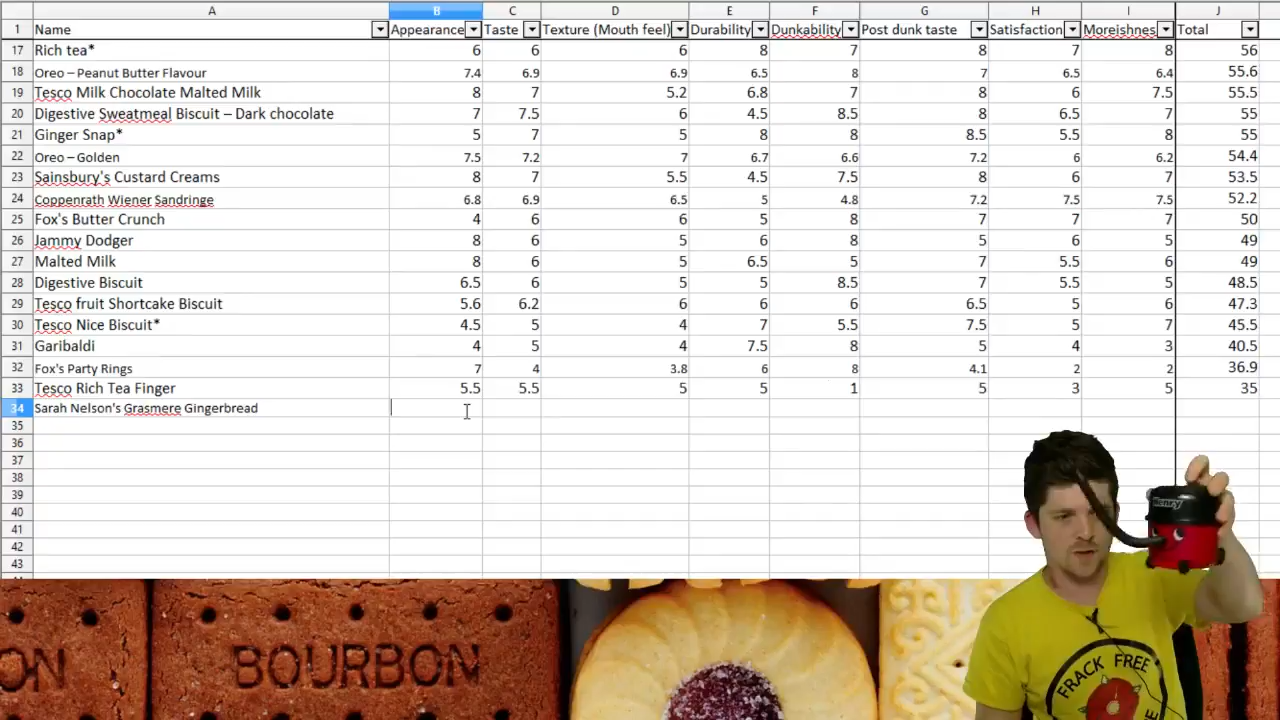 A B C D E F G H I J
1 Name Appearance Taste Texture (Mouth feel) Durability Dunkability Post dunk taste Satisfaction Moreishnes Total
17 Rich tea* 6 6 6 8 7 8 7 8 56
18 Oreo – Peanut Butter Flavour 7.4 6.9 6.9 6.5 8 7 6.5 6.4 55.6
19 Tesco Milk Chocolate Malted Milk 8 7 5.2 6.8 7 8 6 7.5 55.5
20 Digestive Sweatmeal Biscuit – Dark chocolate 7 7.5 6 4.5 8.5 8 6.5 7 55
21 Ginger Snap* 5 7 5 8 8 8.5 5.5 8 55
22 Oreo – Golden 7.5 7.2 7 6.7 6.6 7.2 6 6.2 54.4
23 Sainsbury's Custard Creams 8 7 5.5 4.5 7.5 8 6 7 53.5
24 Coppenrath Wiener Sandringe 6.8 6.9 6.5 5 4.8 7.2 7.5 7.5 52.2
25 Fox's Butter Crunch 4 6 6 5 8 7 7 7 50
26 Jammy Dodger 8 6 5 6 8 5 6 5 49
27 Malted Milk 8 6 5 6.5 5 7 5.5 6 49
28 Digestive Biscuit 6.5 6 5 5 8.5 7 5.5 5 48.5
29 Tesco fruit Shortcake Biscuit 5.6 6.2 6 6 6 6.5 5 6 47.3
30 Tesco Nice Biscuit* 4.5 5 4 7 5.5 7.5 5 7 45.5
31 Garibaldi 4 5 4 7.5 8 5 4 3 40.5
32 Fox's Party Rings 7 4 3.8 6 8 4.1 2 2 36.9
33 Tesco Rich Tea Finger 5.5 5.5 5 5 1 5 3 5 35
34 Sarah Nelson's Grasmere Gingerbread
35
36
37
38
39
40
41
42
43
Henry
ON BOURBON
FRACK FREE